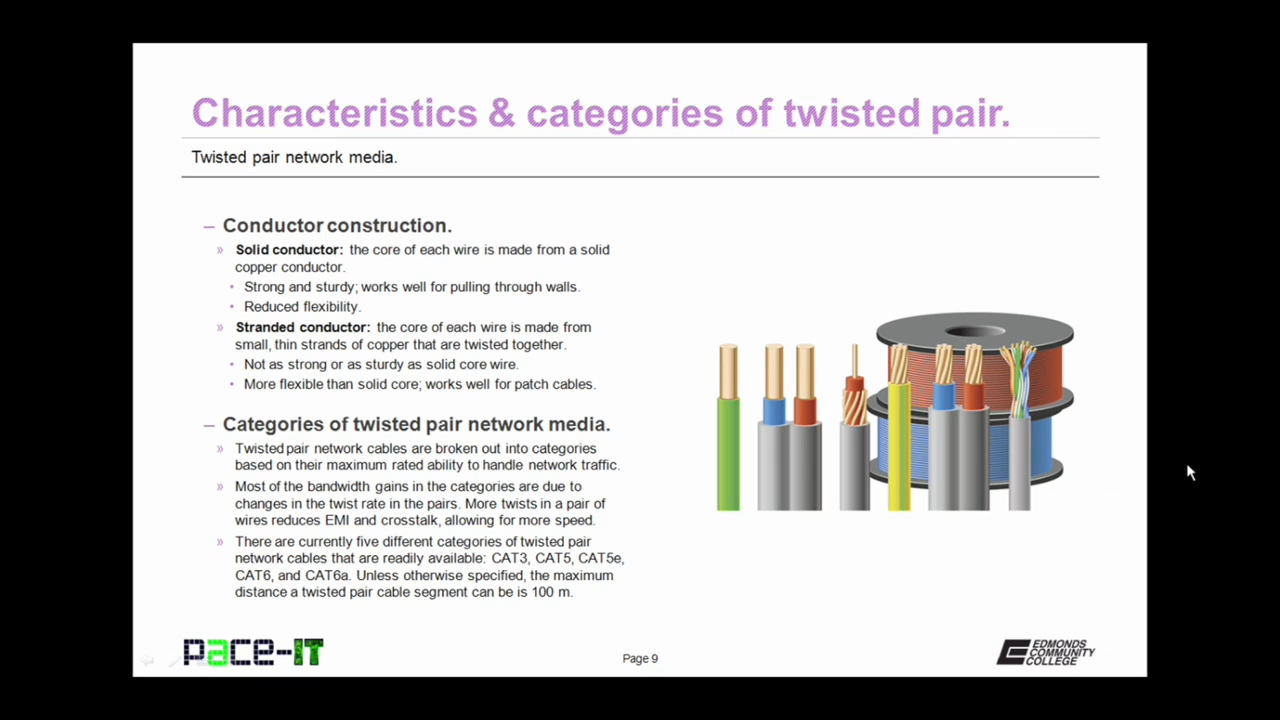 Characteristics & categories of twisted pair.
Twisted pair network media.
– Conductor construction.
» Solid conductor: the core of each wire is made from a solid
copper conductor.
• Strong and sturdy; works well for pulling through walls.
• Reduced flexibility.
» Stranded conductor: the core of each wire is made from
small, thin strands of copper that are twisted together.
• Not as strong or as sturdy as solid core wire.
• More flexible than solid core; works well for patch cables.
– Categories of twisted pair network media.
» Twisted pair network cables are broken out into categories
based on their maximum rated ability to handle network traffic.
» Most of the bandwidth gains in the categories are due to
changes in the twist rate in the pairs. More twists in a pair of
wires reduces EMI and crosstalk, allowing for more speed.
» There are currently five different categories of twisted pair
network cables that are readily available: CAT3, CAT5, CAT5e,
CAT6, and CAT6a. Unless otherwise specified, the maximum
distance a twisted pair cable segment can be is 100 m.
pace-IT
Page 9
EDMONDS
COMMUNITY
COLLEGE